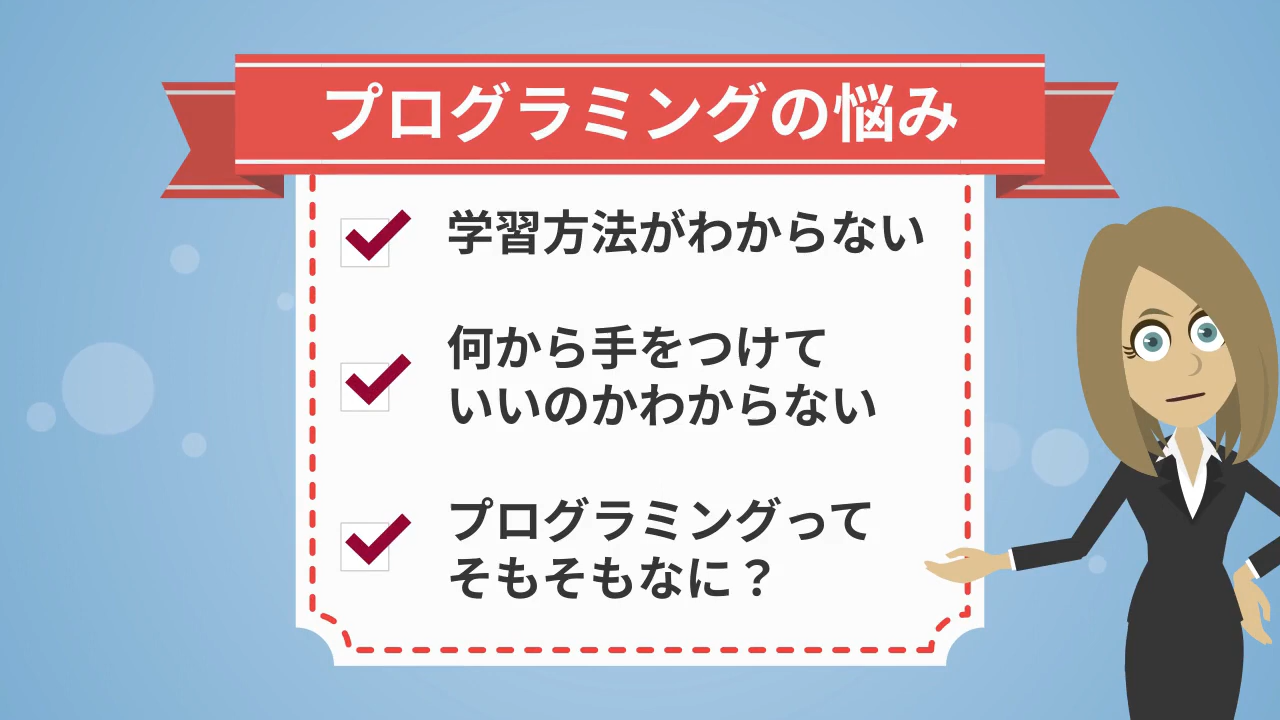 プログラミングの悩み
学習方法がわからない
何から手をつけて
いいのかわからない
プログラミングって
そもそもなに？